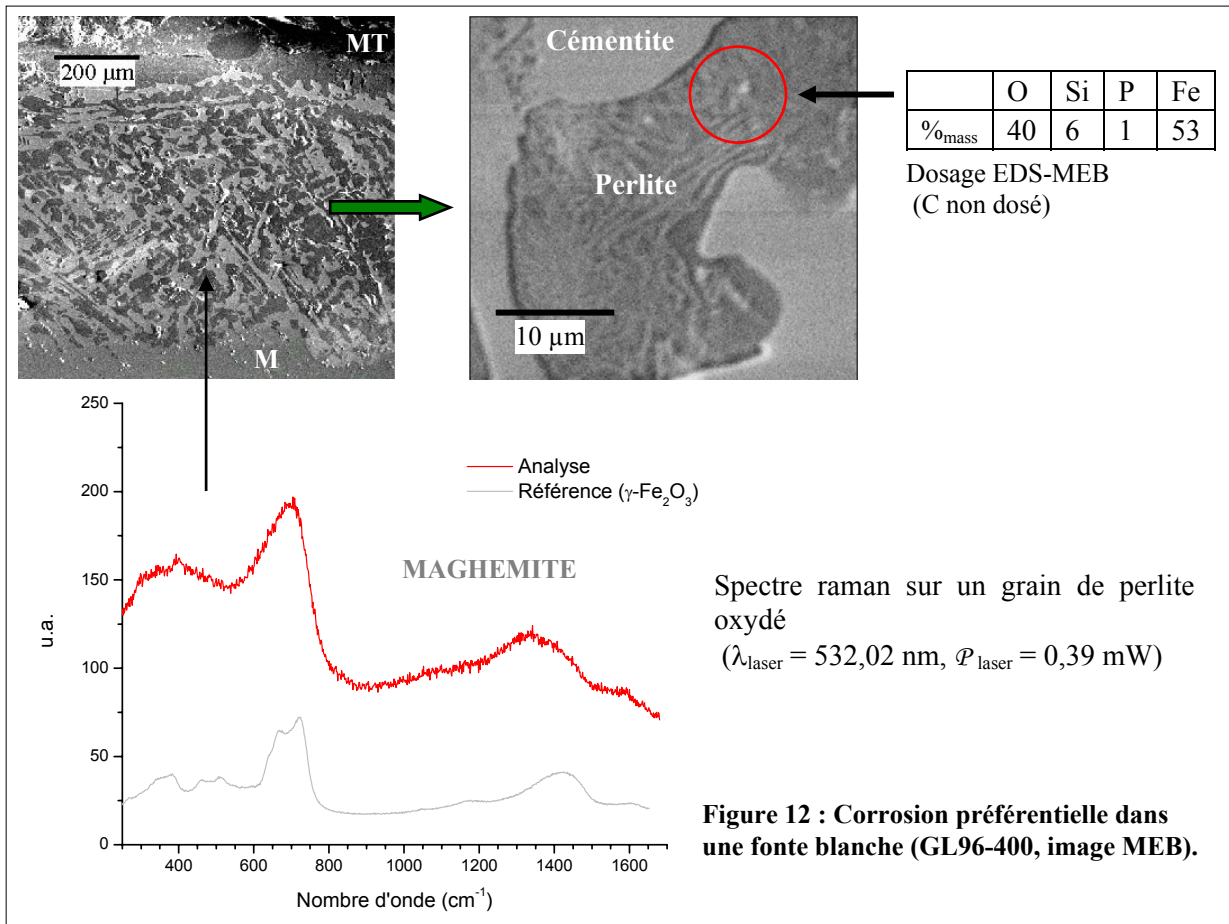 MT
200 µm
M
Cémentite
Perlite
10 µm
O Si P Fe
%mass 40 6 1 53
Dosage EDS-MEB
(C non dosé)
250
200
150
100
50
0
u.a.
Analyse
Référence (γ-Fe2O3)
MAGHEMITE
400 600 800 1000 1200 1400 1600
Nombre d'onde (cm-1)
Spectre raman sur un grain de perlite
oxydé
(λlaser = 532,02 nm, 𝒫 laser = 0,39 mW)
Figure 12 : Corrosion préférentielle dans
une fonte blanche (GL96-400, image MEB).